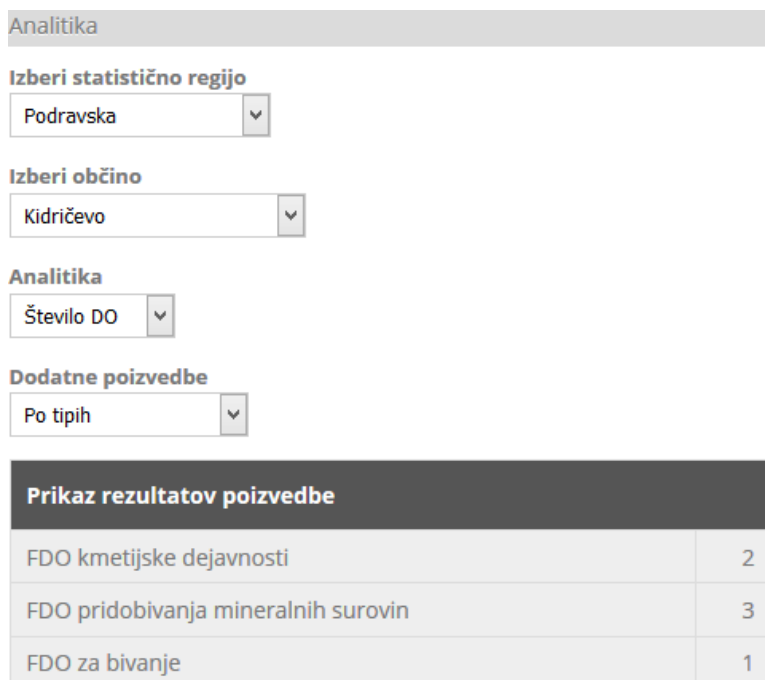 Analitika
Izberi statistično regijo
Podravska
Izberi občino
Kidričevo
Analitika
Število DO
Dodatne poizvedbe
Po tipih
Prikaz rezultatov poizvedbe
FDO kmetijske dejavnosti 2
FDO pridobivanja mineralnih surovin 3
FDO za bivanje 1